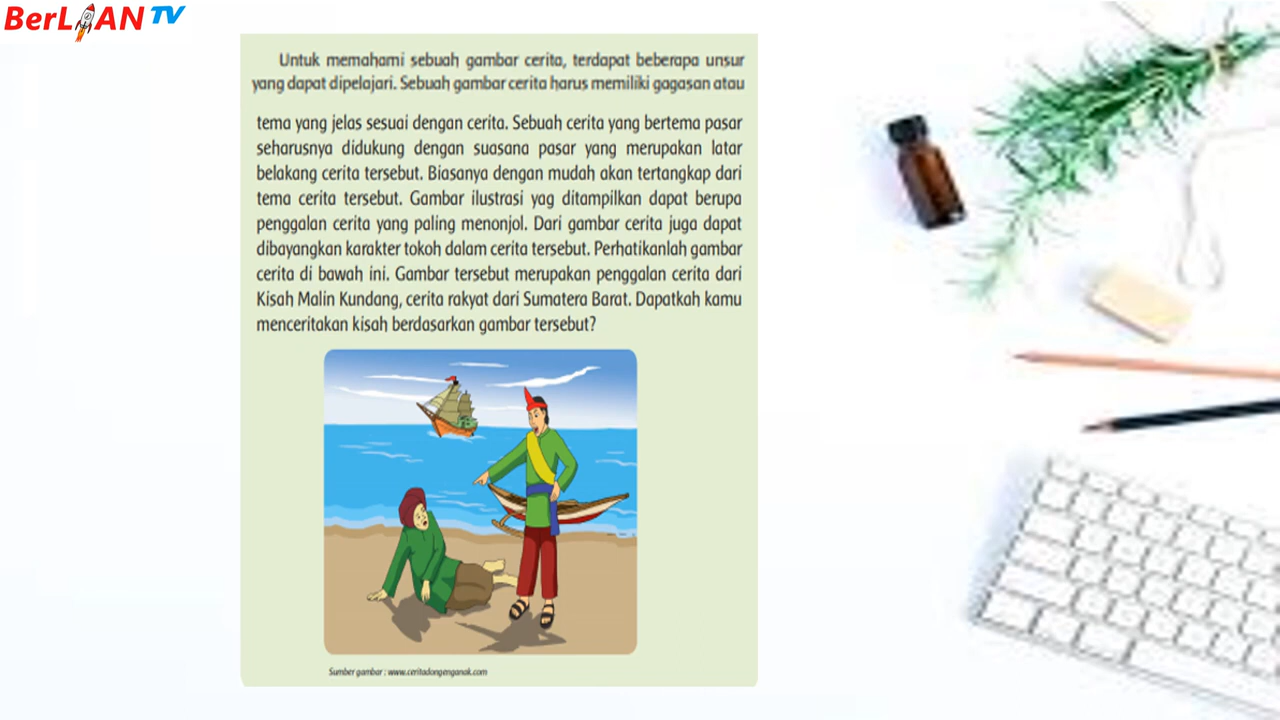 BerLIAN TV
Untuk memahami sebuah gambar cerita, terdapat beberapa unsur
yang dapat dipelajari. Sebuah gambar cerita harus memiliki gagasan atau
tema yang jelas sesuai dengan cerita. Sebuah cerita yang bertema pasar
seharusnya didukung dengan suasana pasar yang merupakan latar
belakang cerita tersebut. Biasanya dengan mudah akan tertangkap dari
tema cerita tersebut. Gambar ilustrasi yag ditampilkan dapat berupa
penggalan cerita yang paling menonjol. Dari gambar cerita juga dapat
dibayangkan karakter tokoh dalam cerita tersebut. Perhatikanlah gambar
cerita di bawah ini. Gambar tersebut merupakan penggalan cerita dari
Kisah Malin Kundang, cerita rakyat dari Sumatera Barat. Dapatkah kamu
menceritakan kisah berdasarkan gambar tersebut?
Sumber gambar : www.ceritadongenganak.com